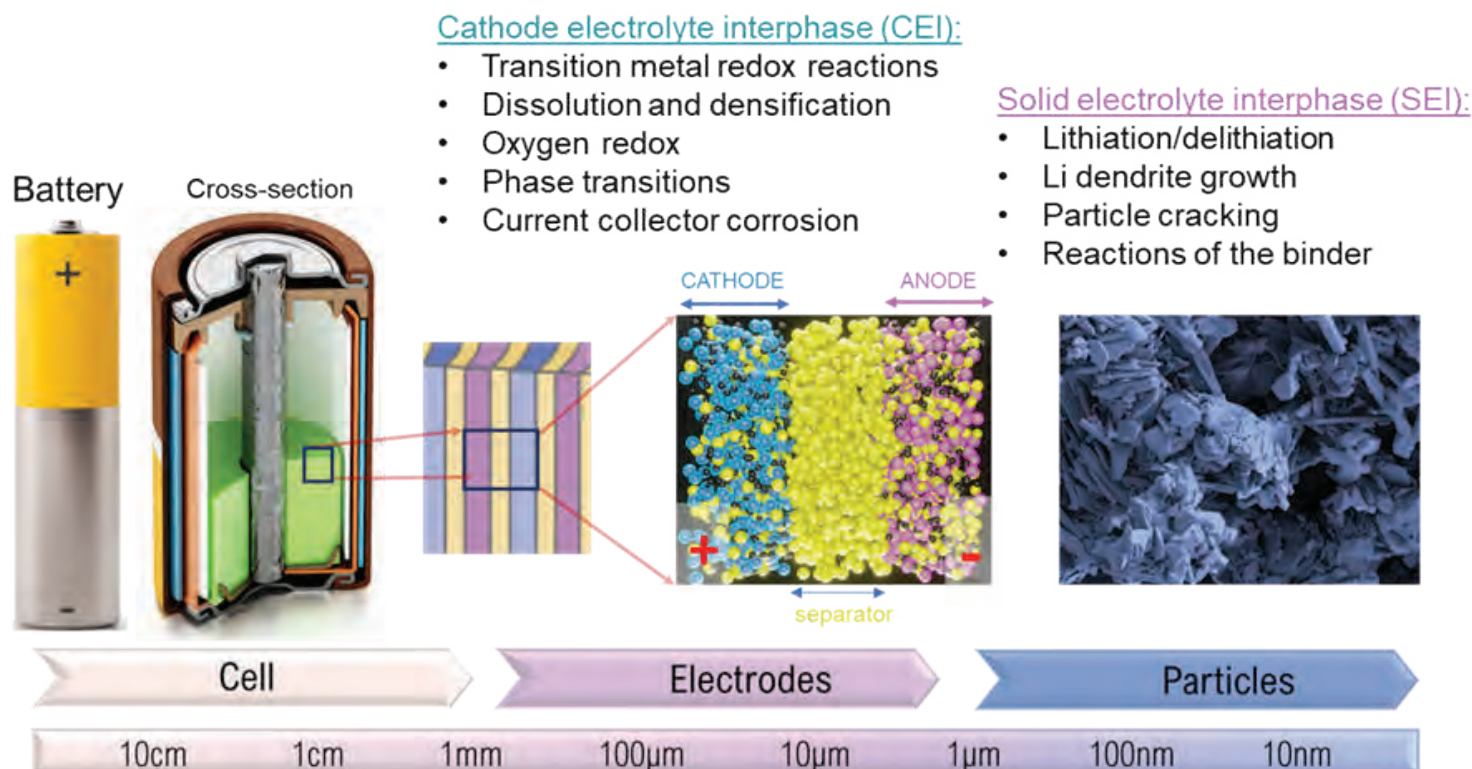 Cathode electrolyte interphase (CEI):
• Transition metal redox reactions
• Dissolution and densification
• Oxygen redox
• Phase transitions
• Current collector corrosion
Solid electrolyte interphase (SEI):
• Lithiation/delithiation
• Li dendrite growth
• Particle cracking
• Reactions of the binder
Battery
Cross-section
+
-
CATHODE
ANODE
+
-
separator
Cell
Electrodes
Particles
10cm
1cm
1mm
100µm
10µm
1µm
100nm
10nm